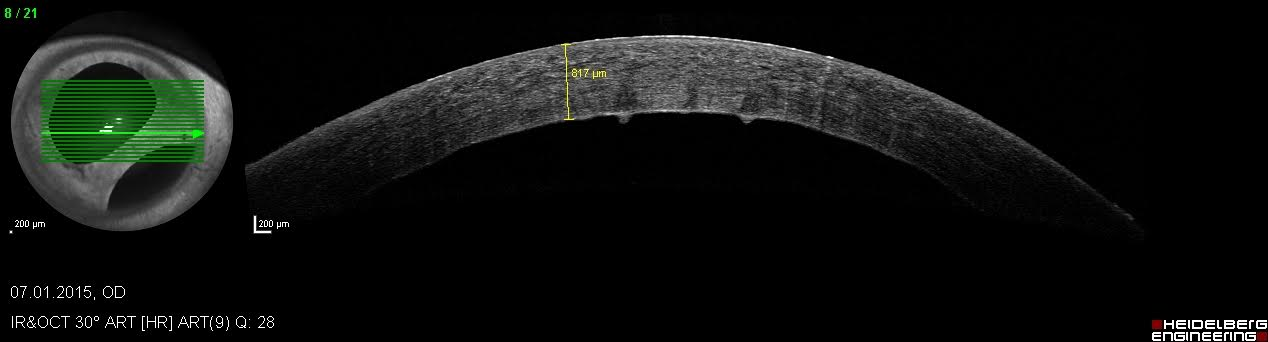 8 / 21
817 µm
200 µm
200 µm
07.01.2015, OD
IR&OCT 30° ART [HR] ART(9) Q: 28
HEIDELBERG
ENGINEERING